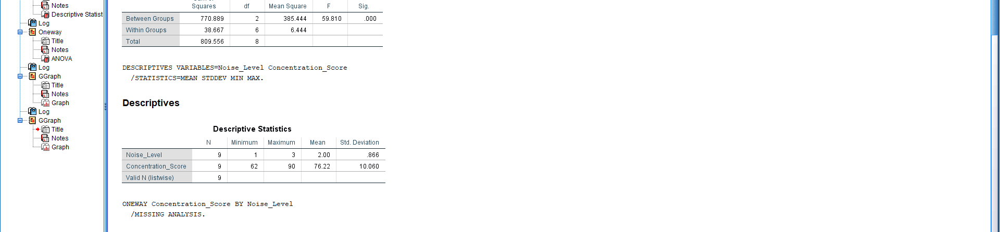 Notes
Descriptive Statist
Log
Oneway
Title
Notes
ANOVA
Log
GGraph
Title
Notes
Graph
Log
GGraph
Title
Notes
Graph
Squares df Mean Square F Sig.
Between Groups 770.889 2 385.444 59.810 .000
Within Groups 38.667 6 6.444
Total 809.556 8
DESCRIPTIVES VARIABLES=Noise_Level Concentration_Score
/STATISTICS=MEAN STDDEV MIN MAX.
Descriptives
Descriptive Statistics
N Minimum Maximum Mean Std. Deviation
Noise_Level 9 1 3 2.00 .866
Concentration_Score 9 62 90 76.22 10.060
Valid N (listwise) 9
ONEWAY Concentration_Score BY Noise_Level
/MISSING ANALYSIS.